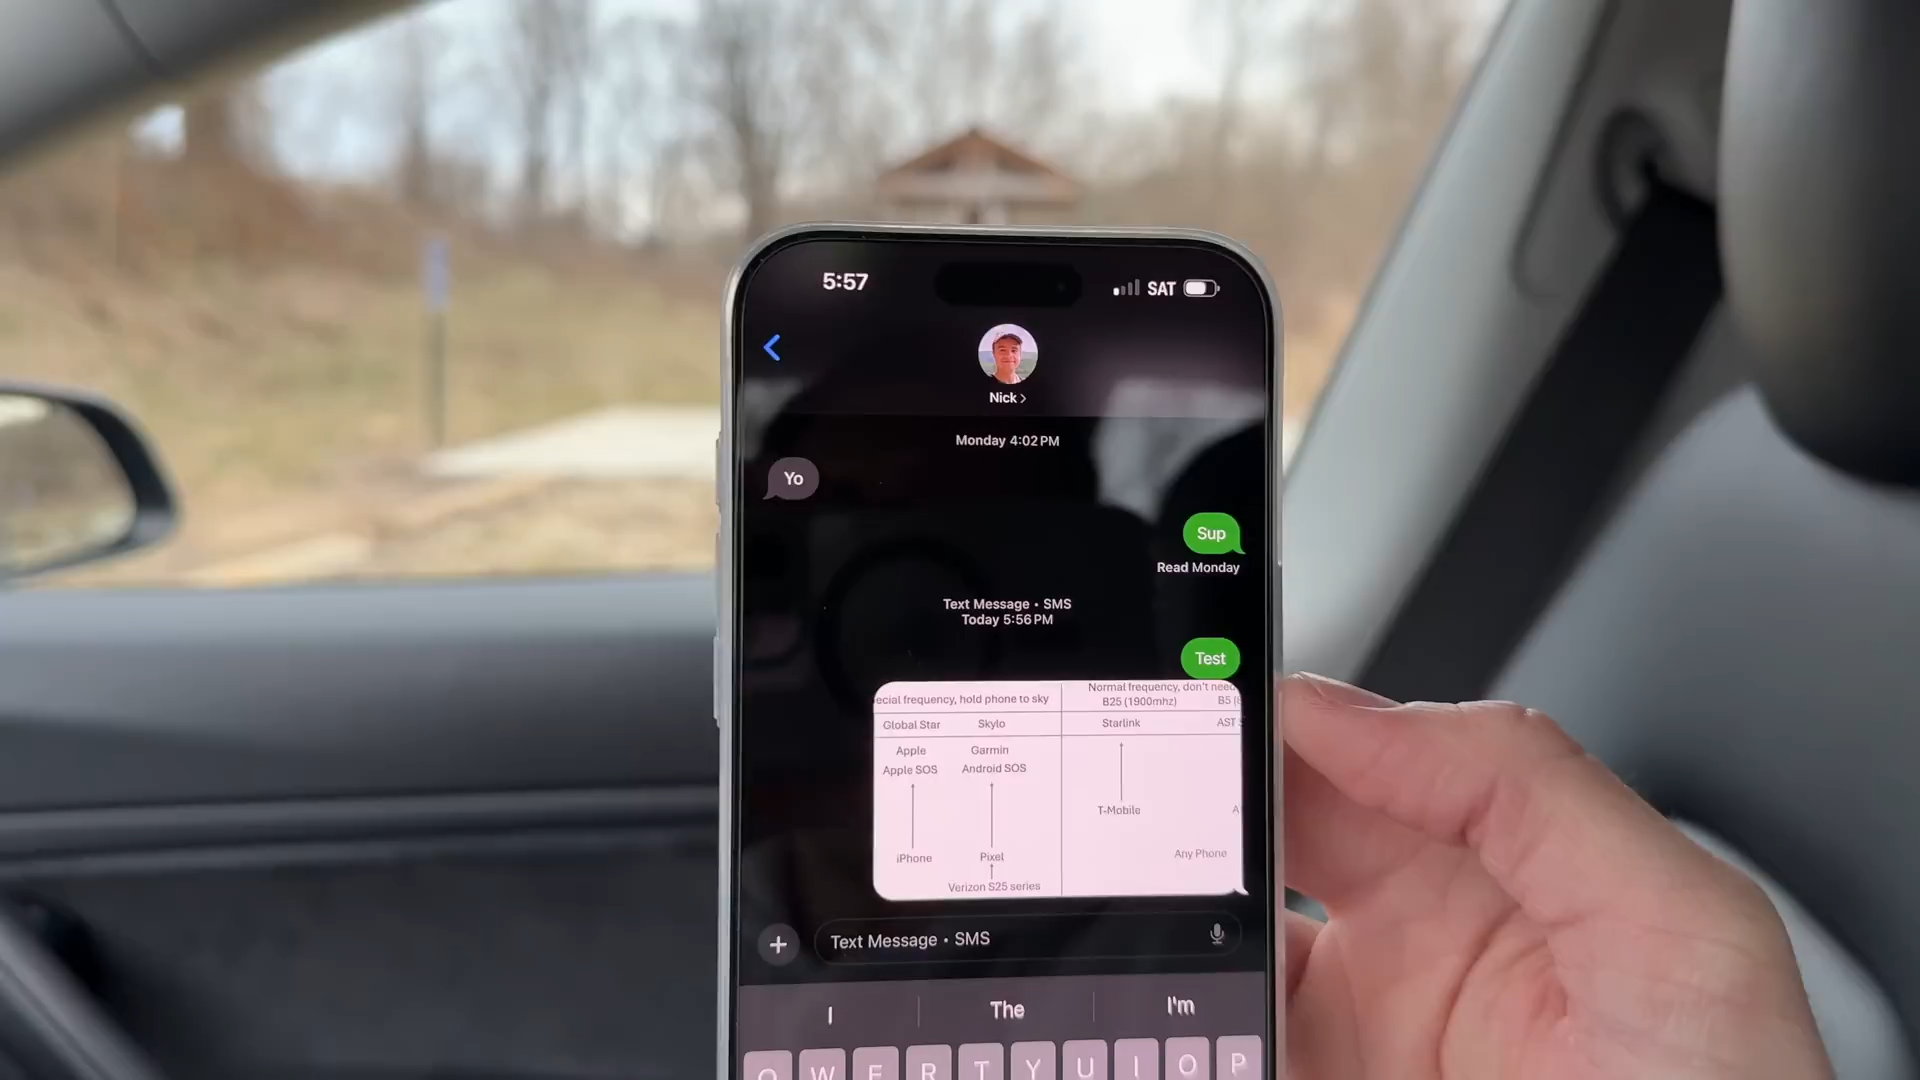 5:57
SAT
Nick
Monday 4:02 PM
Yo
Sup
Read Monday
Text Message • SMS
Today 5:56 PM
Test
ecial frequency, hold phone to sky
Normal frequency, don't need
B25 (1900mhz)
B5
Global Star
Skylo
Starlink
AST
Apple
Garmin
Apple SOS
Android SOS
T-Mobile
A
iPhone
Pixel
Any Phone
Verizon S25 series
Text Message • SMS
I
The
I'm
Q W E R T Y U I O P